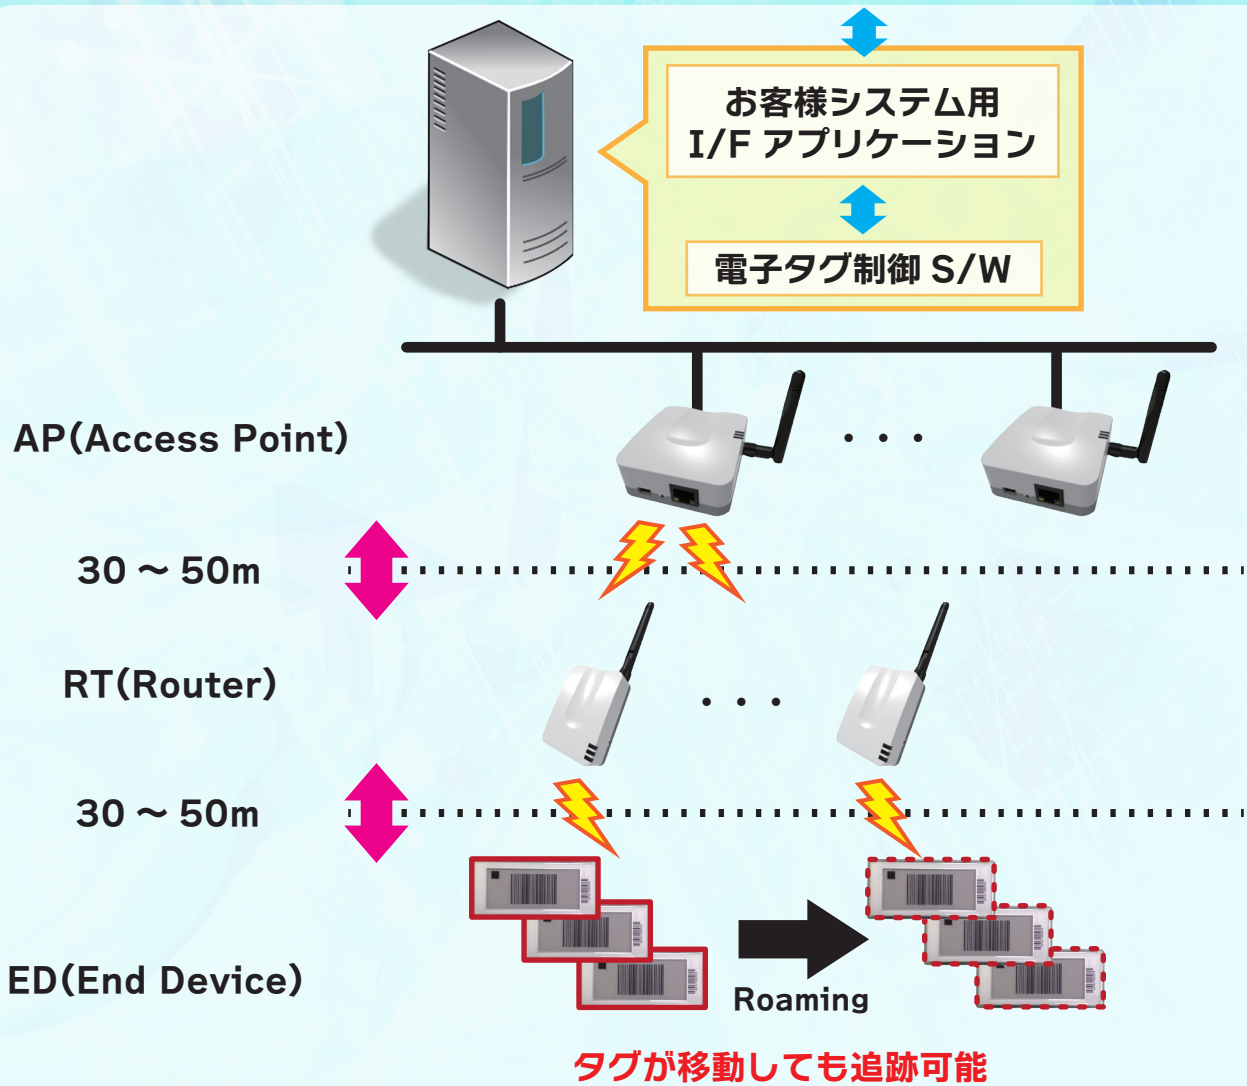 お客様システム用
I/F アプリケーション
電子タグ制御 S/W
AP(Access Point)
・・・
30 ～ 50m
RT(Router)
・・・
30 ～ 50m
ED(End Device)
Roaming
タグが移動しても追跡可能